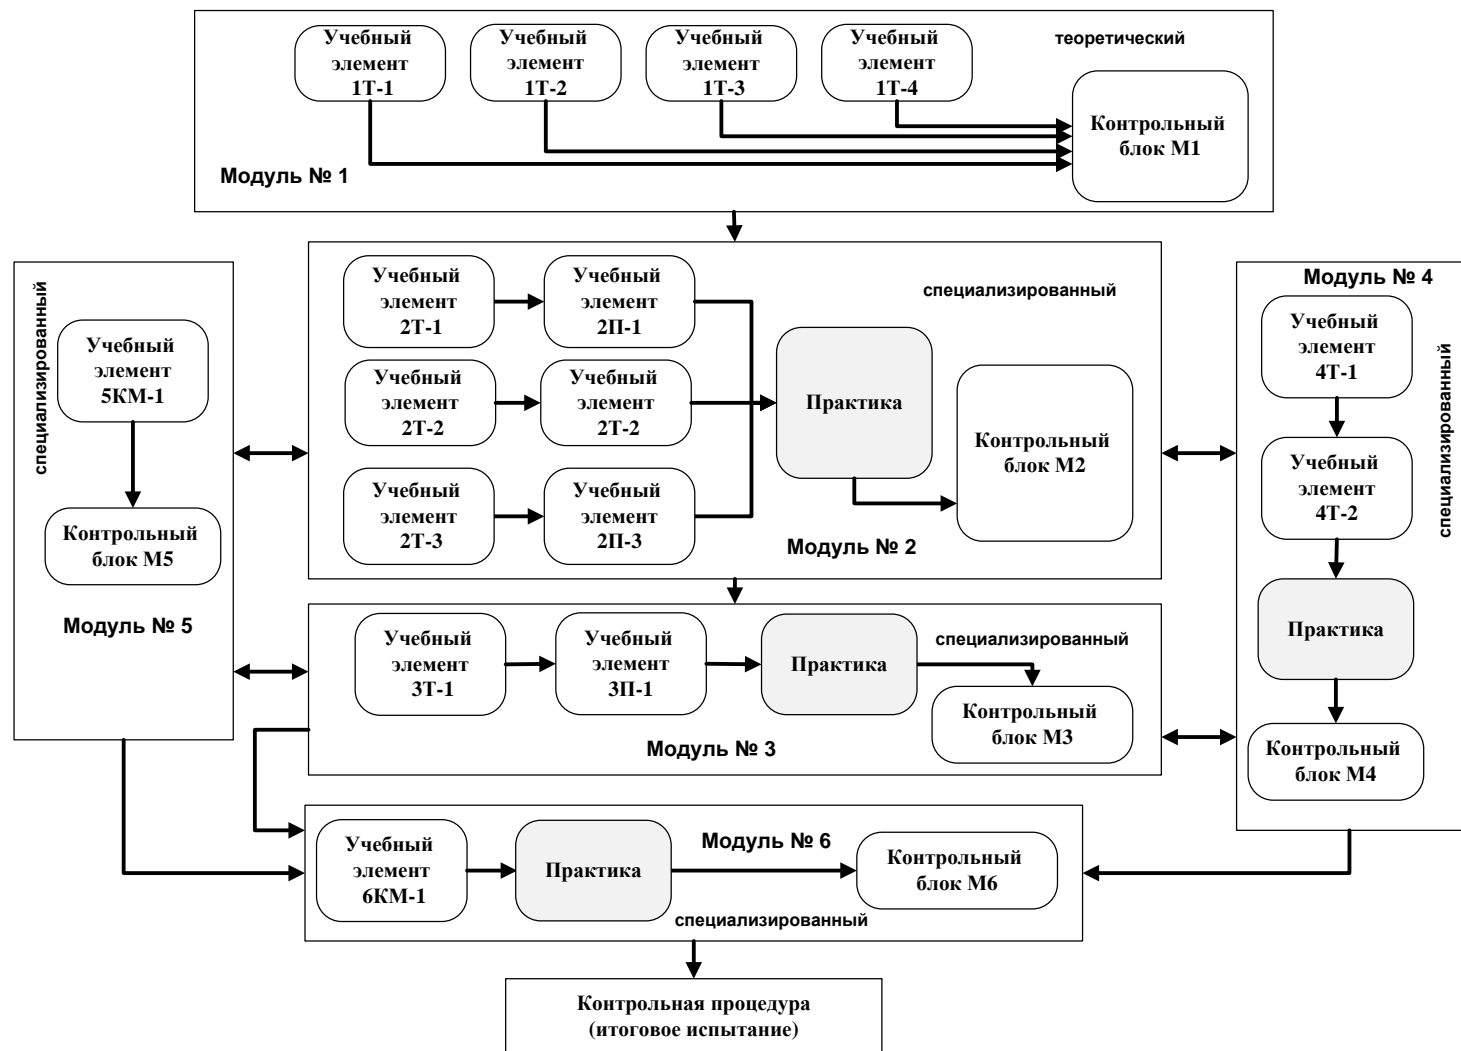 Учебный
элемент
1Т-1
Учебный
элемент
1Т-2
Учебный
элемент
1Т-3
Учебный
элемент
1Т-4
теоретический
Контрольный
блок М1
Модуль № 1
специализированный
Учебный
элемент
5КМ-1
Контрольный
блок М5
Модуль № 5
Учебный
элемент
2Т-1
Учебный
элемент
2П-1
специализированный
Учебный
элемент
2Т-2
Учебный
элемент
2Т-2
Практика
Контрольный
блок М2
Учебный
элемент
2Т-3
Учебный
элемент
2П-3
Модуль № 2
Модуль № 4
Учебный
элемент
4Т-1
специализированный
Учебный
элемент
4Т-2
Практика
Контрольный
блок М4
Учебный
элемент
3Т-1
Учебный
элемент
3П-1
Практика
специализированный
Контрольный
блок М3
Модуль № 3
Учебный
элемент
6КМ-1
Практика
Модуль № 6
Контрольный
блок М6
специализированный
Контрольная процедура
(итоговое испытание)